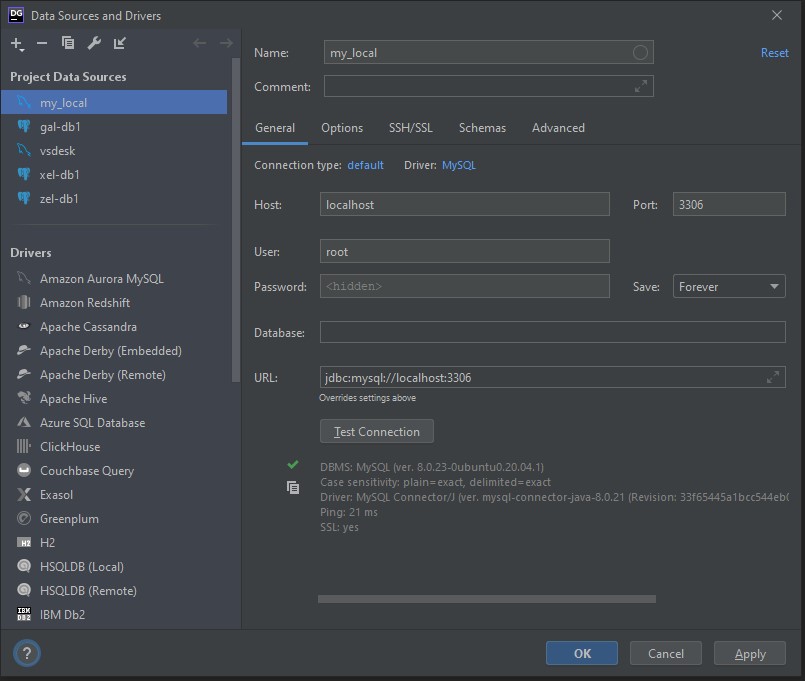 DG Data Sources and Drivers
Project Data Sources
my_local
gal-db1
vsdesk
xel-db1
zel-db1
Drivers
Amazon Aurora MySQL
Amazon Redshift
Apache Cassandra
Apache Derby (Embedded)
Apache Derby (Remote)
Apache Hive
Azure SQL Database
ClickHouse
Couchbase Query
Exasol
Greenplum
H2 H2
HSQLDB (Local)
HSQLDB (Remote)
IBM DB2 IBM Db2
Name: my_local Reset
Comment:
General Options SSH/SSL Schemas Advanced
Connection type: default Driver: MySQL
Host: localhost Port: 3306
User: root
Password: <hidden> Save: Forever
Database:
URL: jdbc:mysql://localhost:3306
Overrides settings above
Test Connection
DBMS: MySQL (ver. 8.0.23-0ubuntu0.20.04.1)
Case sensitivity: plain=exact, delimited=exact
Driver: MySQL Connector/J (ver. mysql-connector-java-8.0.21 (Revision: 33f65445a1bcc544eb0
Ping: 21 ms
SSL: yes
? OK Cancel Apply